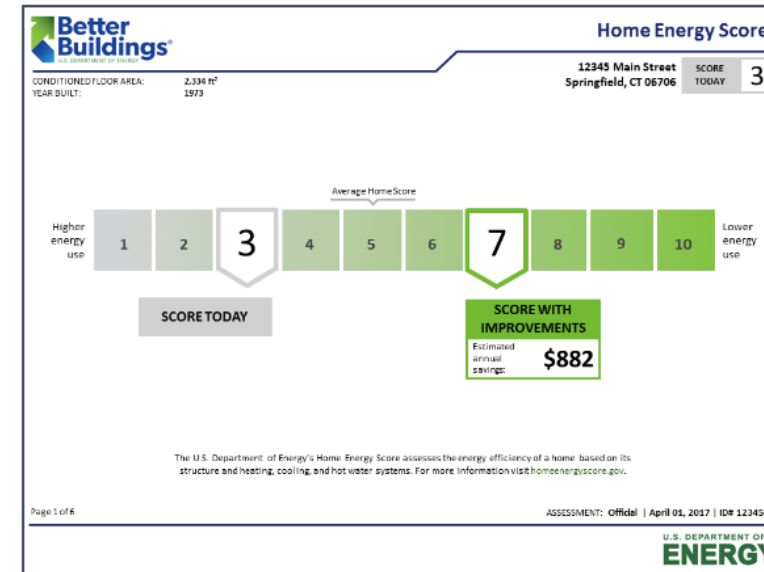 Better
Buildings®
U.S. DEPARTMENT OF ENERGY
Home Energy Score
12345 Main Street
Springfield, CT 06706
SCORE
TODAY
3
CONDITIONED FLOOR AREA: 2,334 ft²
YEAR BUILT: 1973
Average Home Score
Higher
energy
use
1 2 3 4 5 6 7 8 9 10
Lower
energy
use
SCORE TODAY
SCORE WITH
IMPROVEMENTS
Estimated
annual
savings:
$882
The U.S. Department of Energy's Home Energy Score assesses the energy efficiency of a home based on its
structure and heating, cooling, and hot water systems. For more information visit homeenergyscore.gov.
Page 1 of 6
ASSESSMENT: Official | April 01, 2017 | ID# 12345
U.S. DEPARTMENT OF
ENERGY